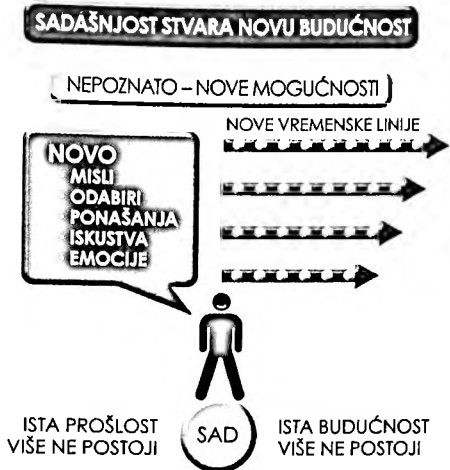 SADAŠNJOST STVARA NOVU BUDUĆNOST
NEPOZNATO – NOVE MOGUĆNOSTI
NOVE VREMENSKE LINIJE
NOVO
MISLI
ODABIRI
PONAŠANJA
ISKUSTVA
EMOCIJE
ISTA PROŠLOST
VIŠE NE POSTOJI
SAD
ISTA BUDUĆNOST
VIŠE NE POSTOJI